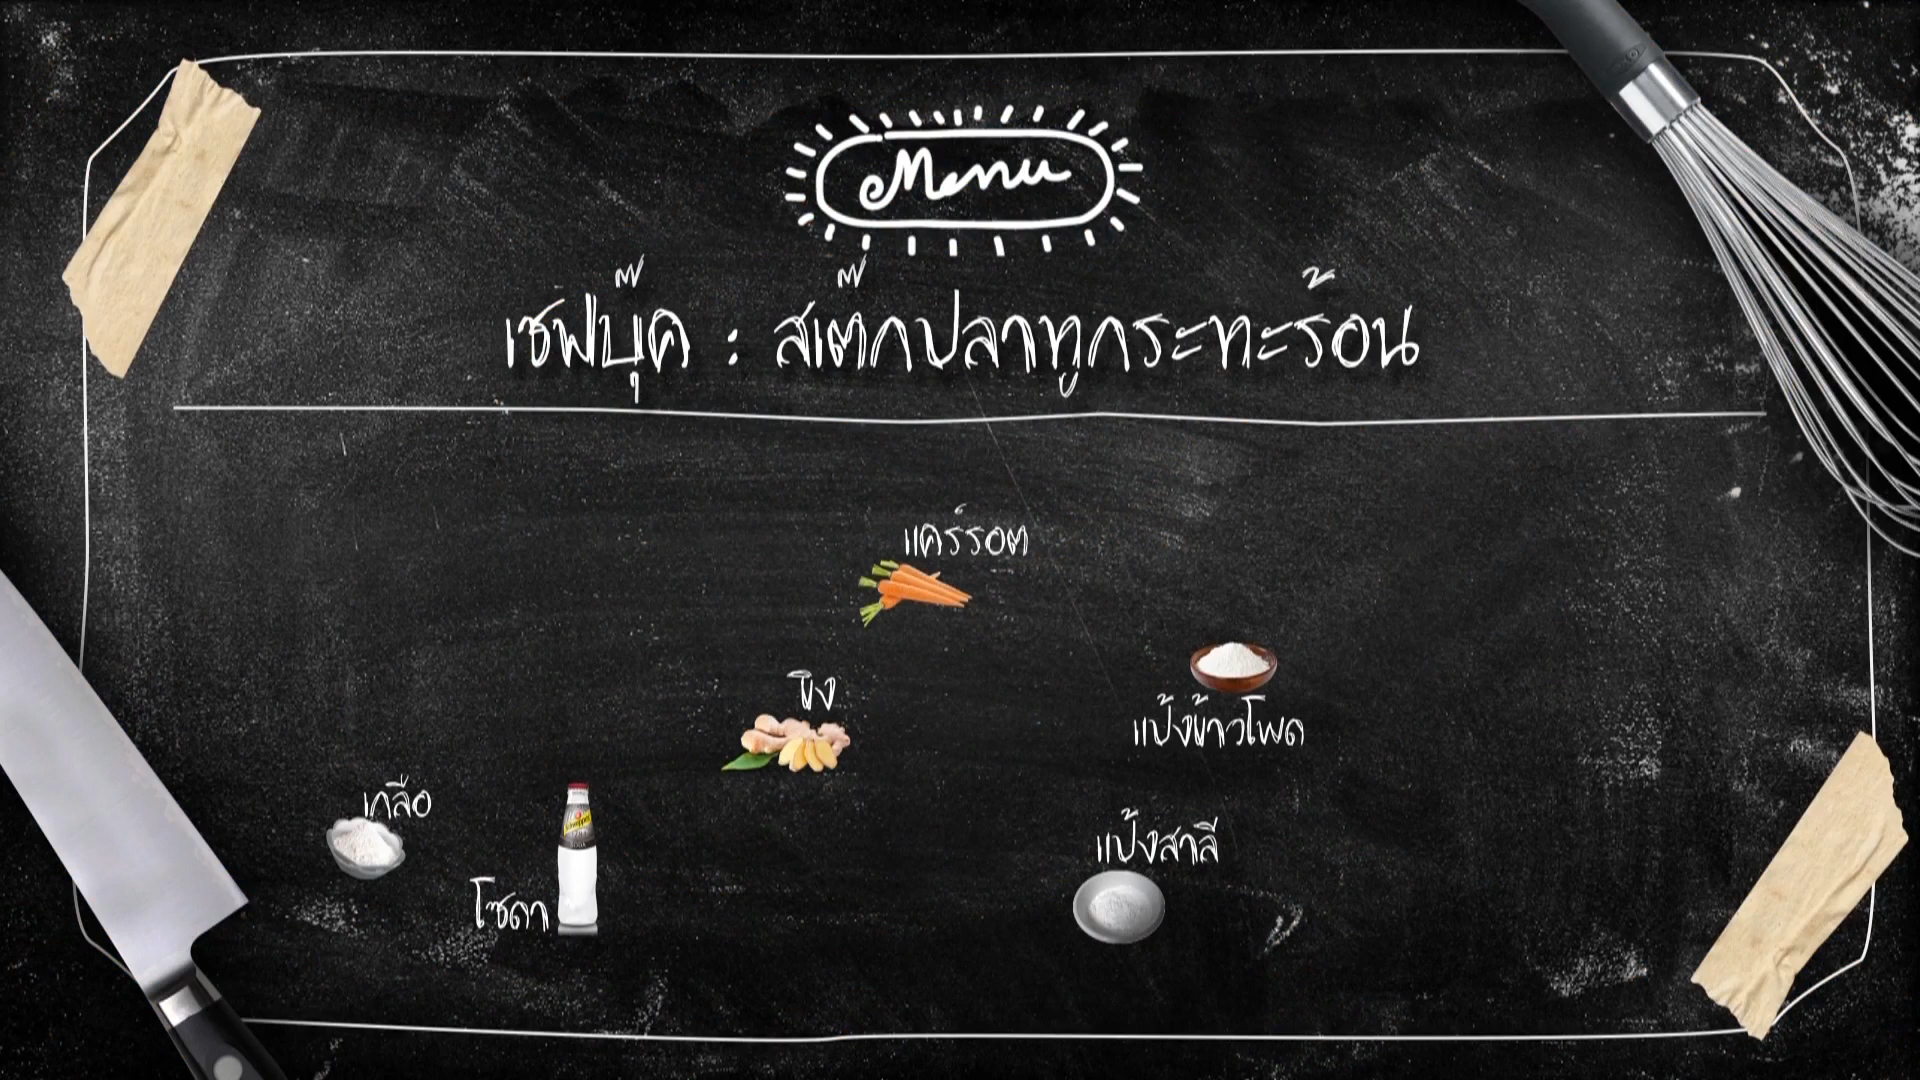 Menu
เชฟบุ๊ค : สเต๊กปลาทูกระทะร้อน
แคร์รอต
ขิง
แป้งข้าวโพด
เกลือ
แป้งสาลี
โซดา
Schweppes
SODA